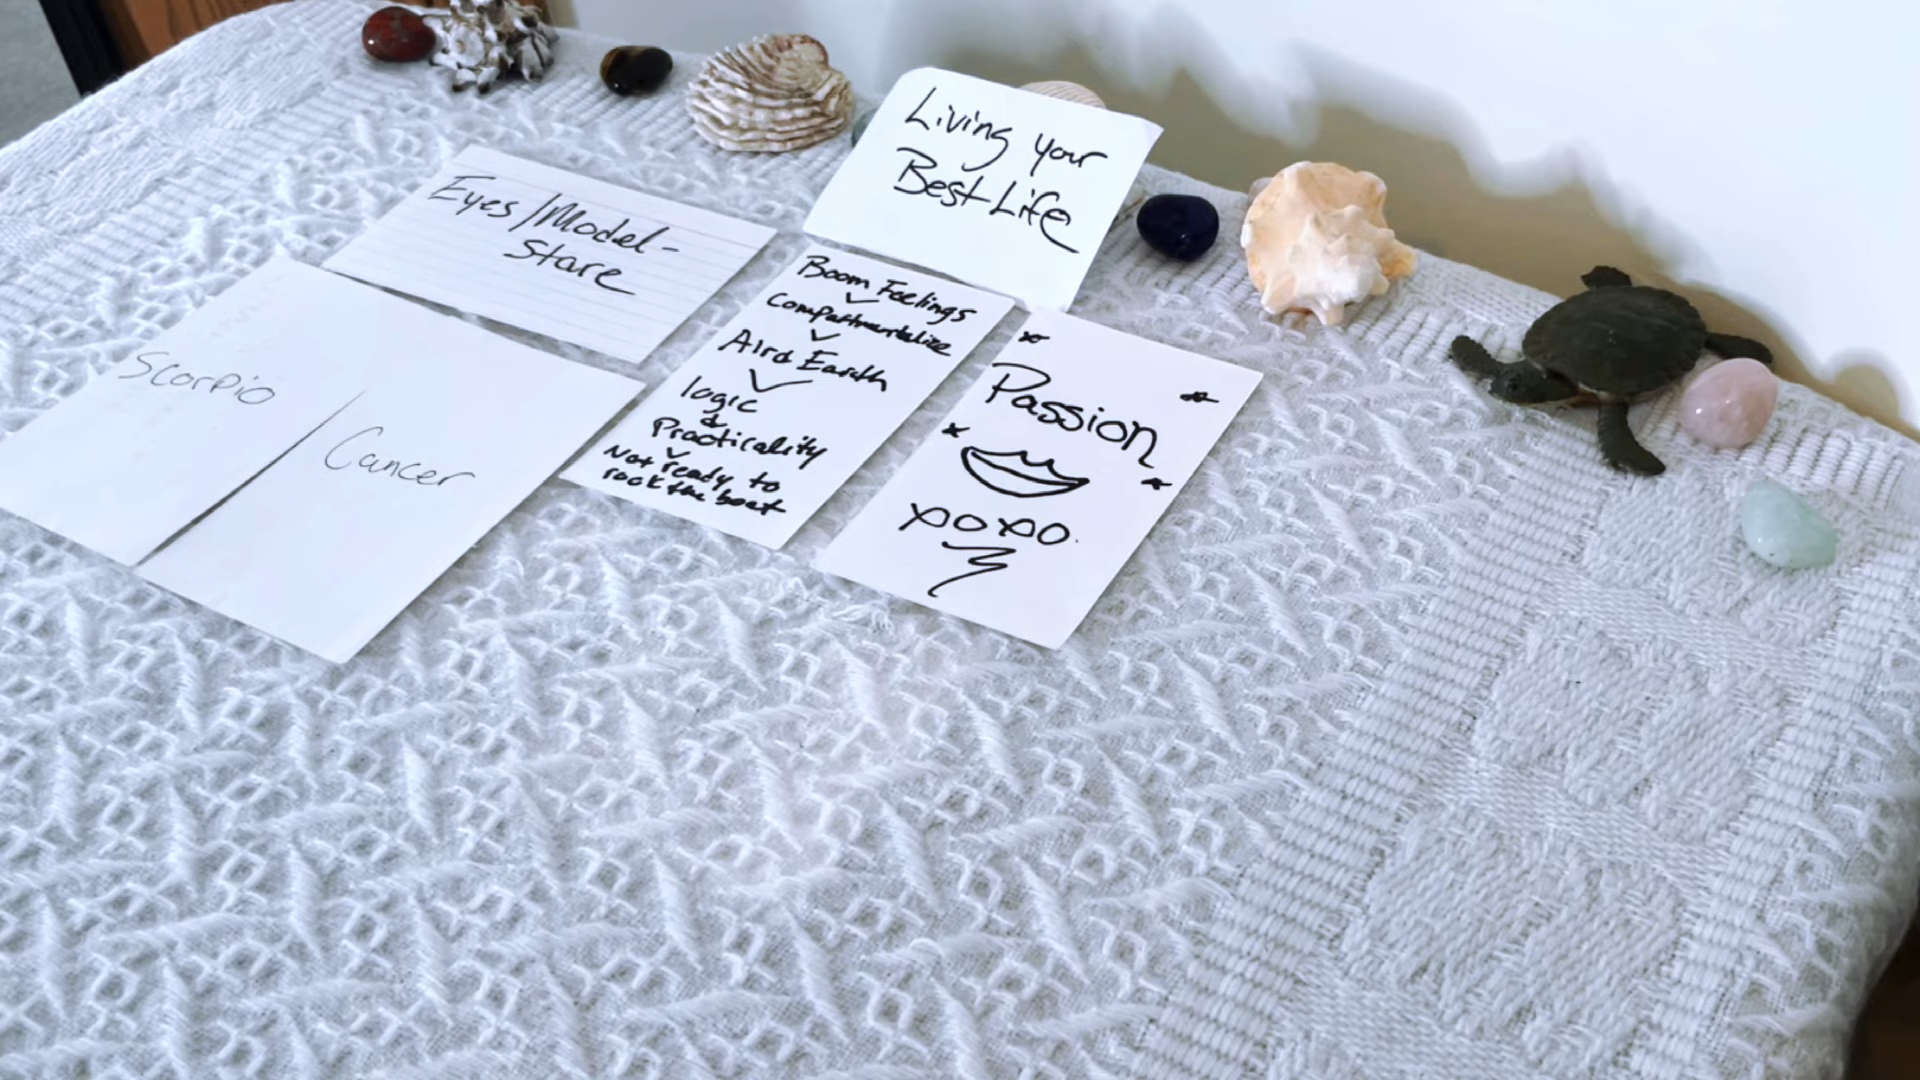 Living your
Best Life
Eyes/Model-
Stare
Scorpio
Cancer
Boom Feelings
Compartmentalize
Air & Earth
logic
&
Practicality
Not ready to
rock the boat
Passion
xoxo